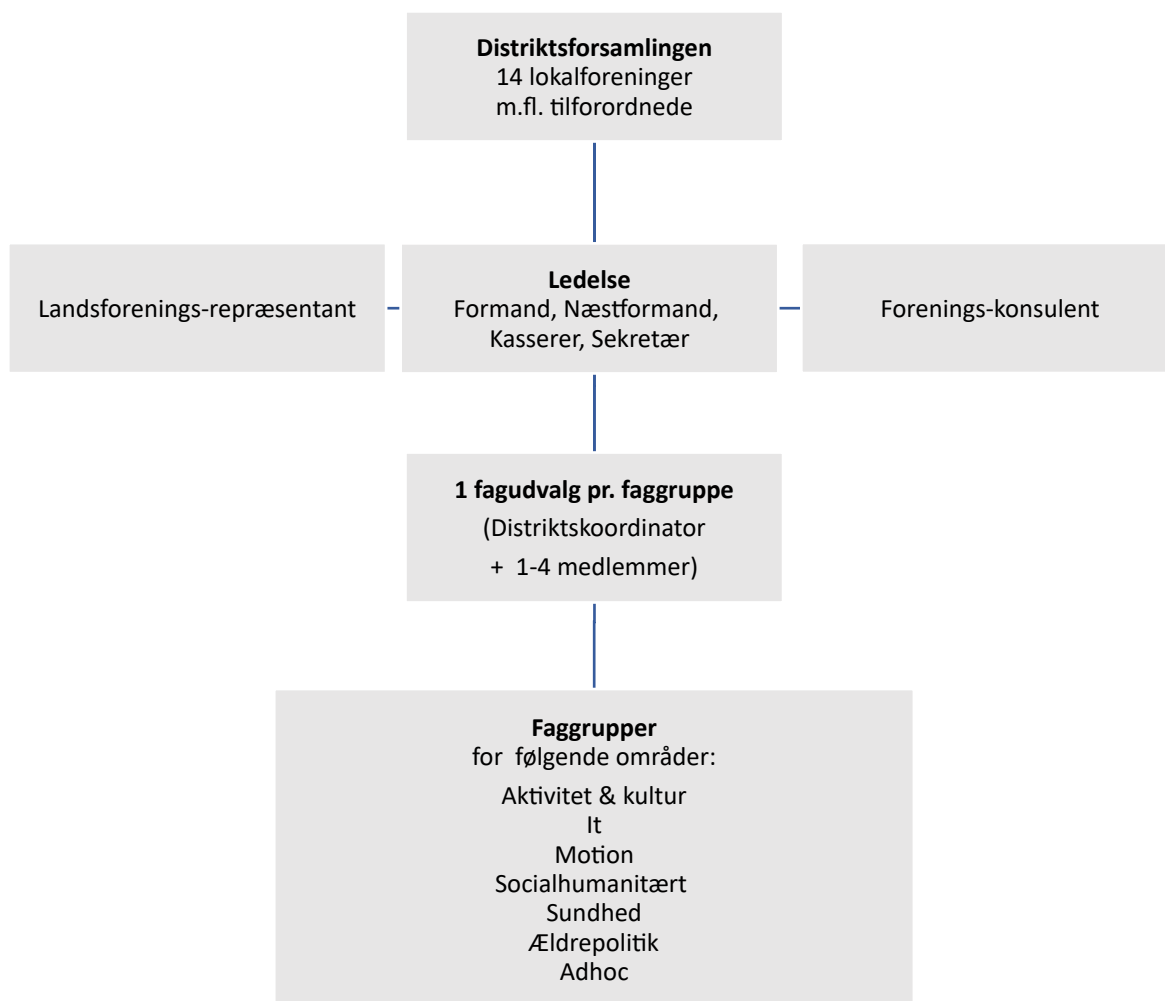 Distriktsforsamlingen
14 lokalforeninger
m.fl. tilforordnede
Landsforenings-repræsentant
Ledelse
Formand, Næstformand,
Kasserer, Sekretær
Forenings-konsulent
1 fagudvalg pr. faggruppe
(Distriktskoordinator
+ 1-4 medlemmer)
Faggrupper
for følgende områder:
Aktivitet & kultur
It
Motion
Socialhumanitært
Sundhed
Ældrepolitik
Adhoc